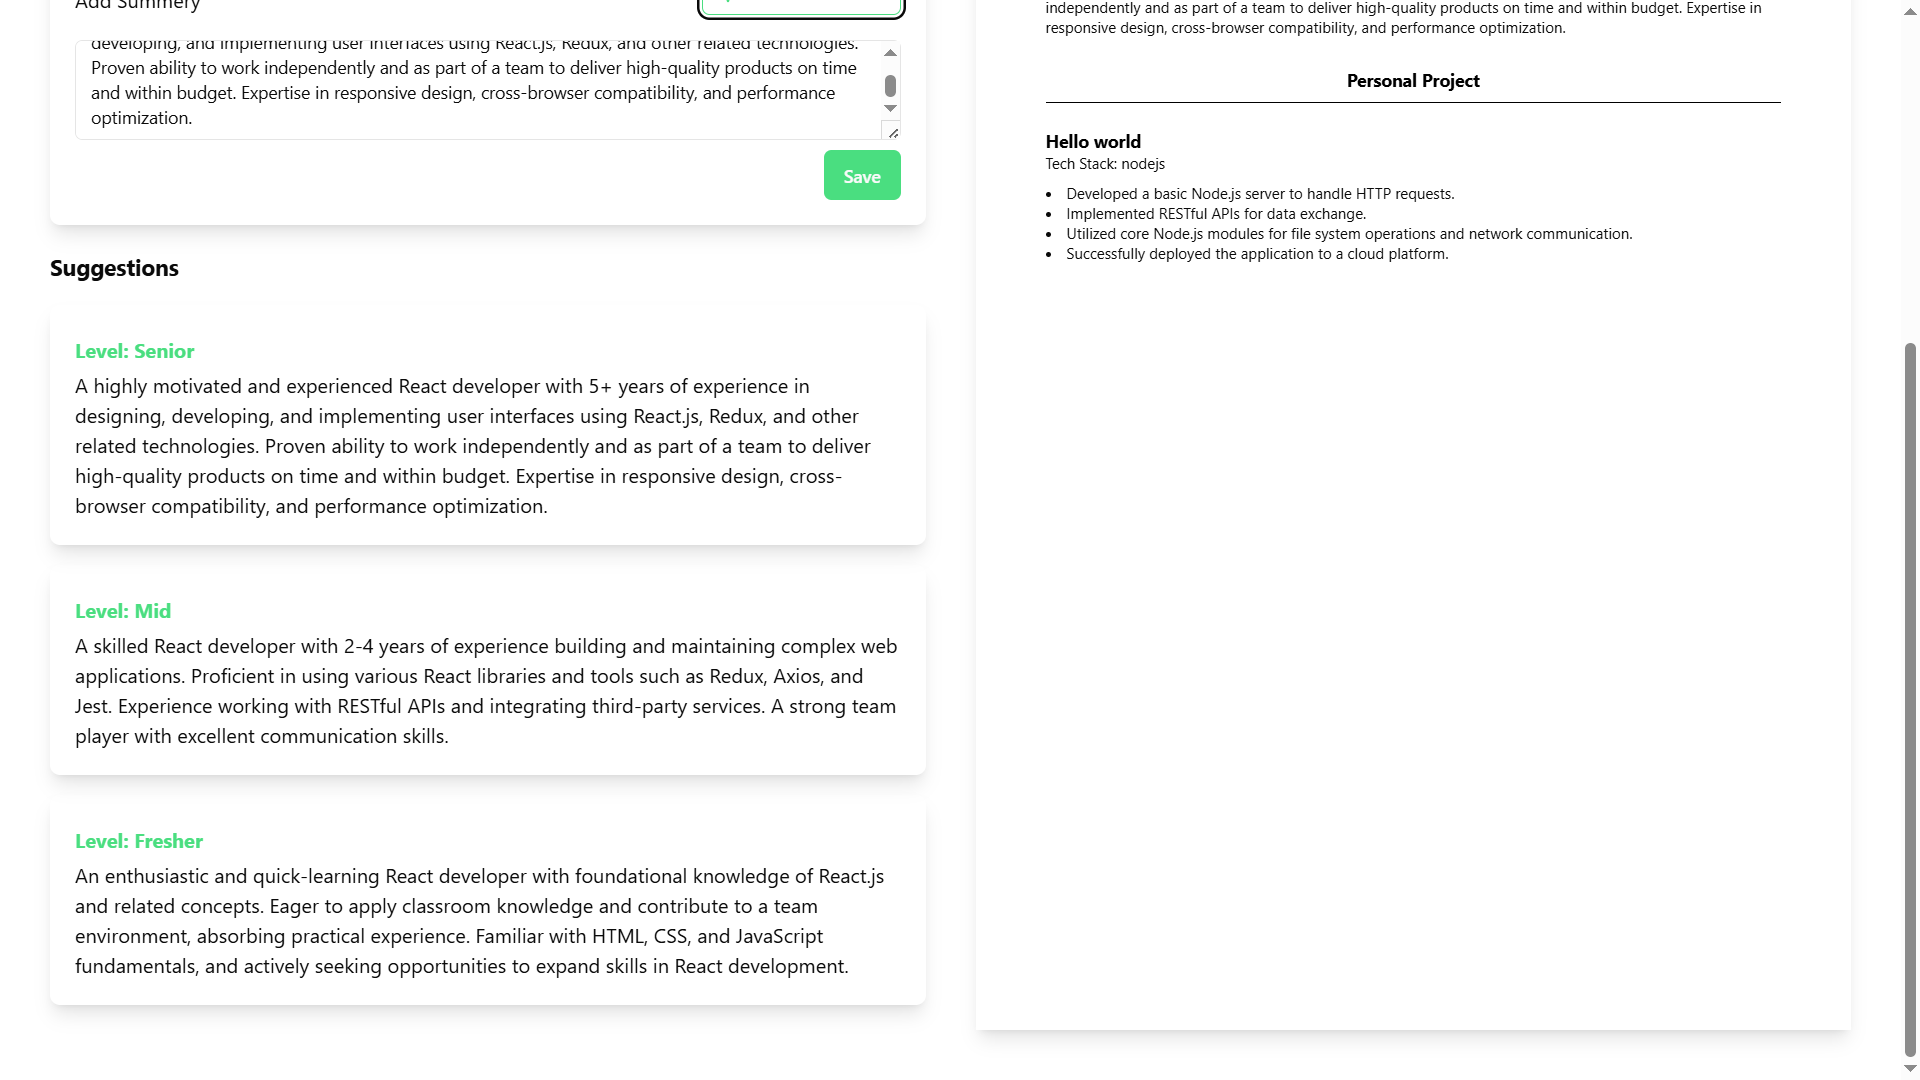 Add Summery
developing, and implementing user interfaces using React.js, Redux, and other related technologies.
Proven ability to work independently and as part of a team to deliver high-quality products on time
and within budget. Expertise in responsive design, cross-browser compatibility, and performance
optimization.
Save
Suggestions
Level: Senior
A highly motivated and experienced React developer with 5+ years of experience in
designing, developing, and implementing user interfaces using React.js, Redux, and other
related technologies. Proven ability to work independently and as part of a team to deliver
high-quality products on time and within budget. Expertise in responsive design, cross-
browser compatibility, and performance optimization.
Level: Mid
A skilled React developer with 2-4 years of experience building and maintaining complex web
applications. Proficient in using various React libraries and tools such as Redux, Axios, and
Jest. Experience working with RESTful APIs and integrating third-party services. A strong team
player with excellent communication skills.
Level: Fresher
An enthusiastic and quick-learning React developer with foundational knowledge of React.js
and related concepts. Eager to apply classroom knowledge and contribute to a team
environment, absorbing practical experience. Familiar with HTML, CSS, and JavaScript
fundamentals, and actively seeking opportunities to expand skills in React development.
independently and as part of a team to deliver high-quality products on time and within budget. Expertise in
responsive design, cross-browser compatibility, and performance optimization.
Personal Project
Hello world
Tech Stack: nodejs
• Developed a basic Node.js server to handle HTTP requests.
• Implemented RESTful APIs for data exchange.
• Utilized core Node.js modules for file system operations and network communication.
• Successfully deployed the application to a cloud platform.